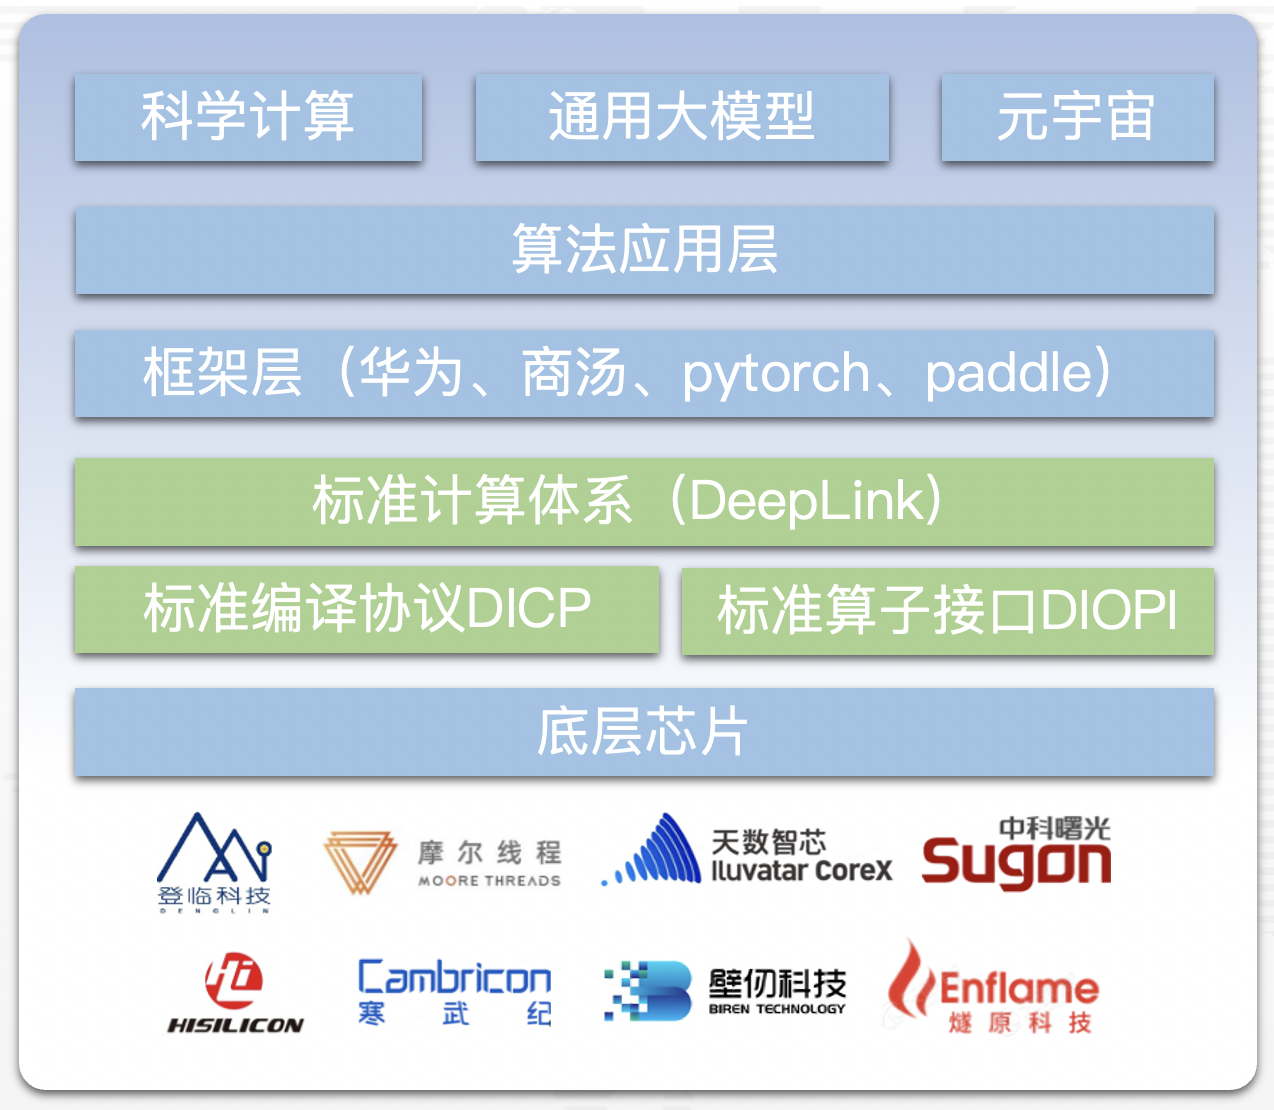 科学计算
通用大模型
元宇宙
算法应用层
框架层（华为、商汤、pytorch、paddle）
标准计算体系（DeepLink）
标准编译协议DICP
标准算子接口DIOPI
底层芯片
登临科技
DENGLIN
摩尔线程
MOORE THREADS
天数智芯
Iluvatar CoreX
中科曙光
Sugon
Hi
HISILICON
Cambricon
寒武纪
壁仞科技
BIREN TECHNOLOGY
Enflame
燧原科技